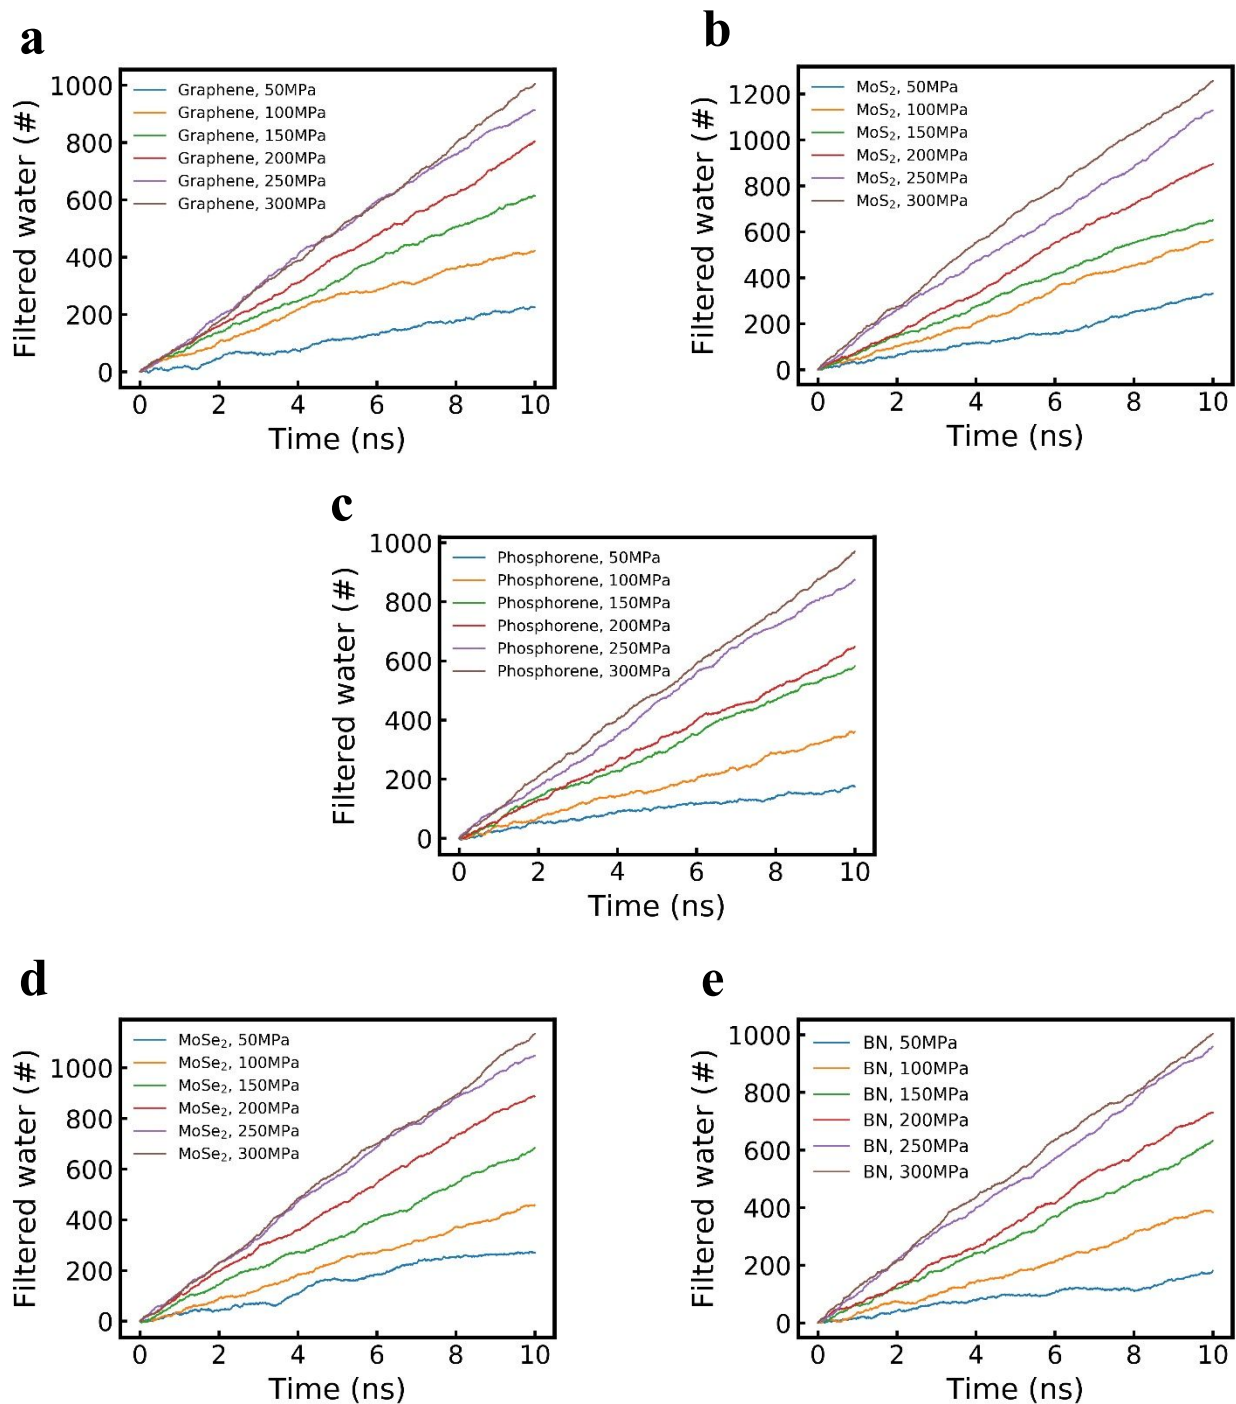 a
Filtered water (#)
1000
800
600
400
200
0
Graphene, 50MPa
Graphene, 100MPa
Graphene, 150MPa
Graphene, 200MPa
Graphene, 250MPa
Graphene, 300MPa
0 2 4 6 8 10
Time (ns)
b
Filtered water (#)
1200
1000
800
600
400
200
0
MoS₂, 50MPa
MoS₂, 100MPa
MoS₂, 150MPa
MoS₂, 200MPa
MoS₂, 250MPa
MoS₂, 300MPa
0 2 4 6 8 10
Time (ns)
c
Filtered water (#)
1000
800
600
400
200
0
Phosphorene, 50MPa
Phosphorene, 100MPa
Phosphorene, 150MPa
Phosphorene, 200MPa
Phosphorene, 250MPa
Phosphorene, 300MPa
0 2 4 6 8 10
Time (ns)
d
Filtered water (#)
1000
800
600
400
200
0
MoSe₂, 50MPa
MoSe₂, 100MPa
MoSe₂, 150MPa
MoSe₂, 200MPa
MoSe₂, 250MPa
MoSe₂, 300MPa
0 2 4 6 8 10
Time (ns)
e
Filtered water (#)
1000
800
600
400
200
0
BN, 50MPa
BN, 100MPa
BN, 150MPa
BN, 200MPa
BN, 250MPa
BN, 300MPa
0 2 4 6 8 10
Time (ns)